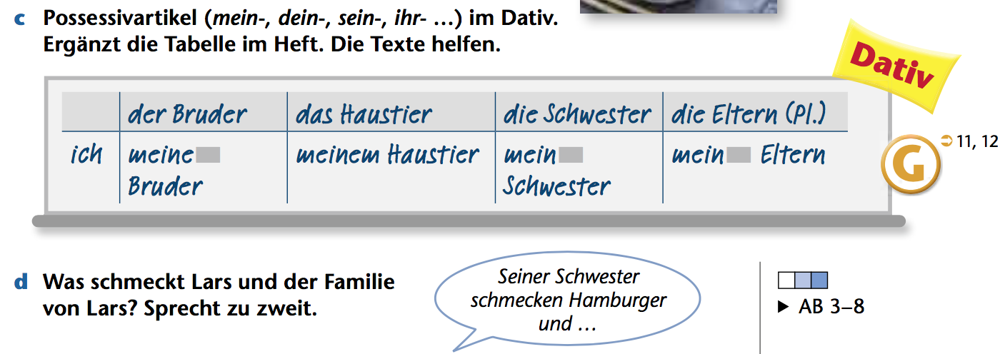 c Possessivartikel (mein-, dein-, sein-, ihr- ...) im Dativ.
Ergänzt die Tabelle im Heft. Die Texte helfen.
Dativ
der Bruder das Haustier die Schwester die Eltern (Pl.)
ich meine Bruder meinem Haustier mein Schwester mein Eltern
G
➲ 11, 12
d Was schmeckt Lars und der Familie
von Lars? Sprecht zu zweit.
Seiner Schwester
schmecken Hamburger
und ...
▶ AB 3–8